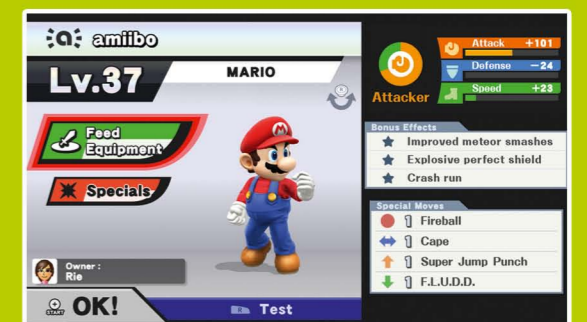 amiibo
Lv.37
MARIO
Feed
Equipment
Specials
Owner :
Rie
START OK!
Test
Attacker
Attack +101
Defense -24
Speed +23
Bonus Effects
Improved meteor smashes
Explosive perfect shield
Crash run
Special Moves
1 Fireball
1 Cape
1 Super Jump Punch
1 F.L.U.D.D.